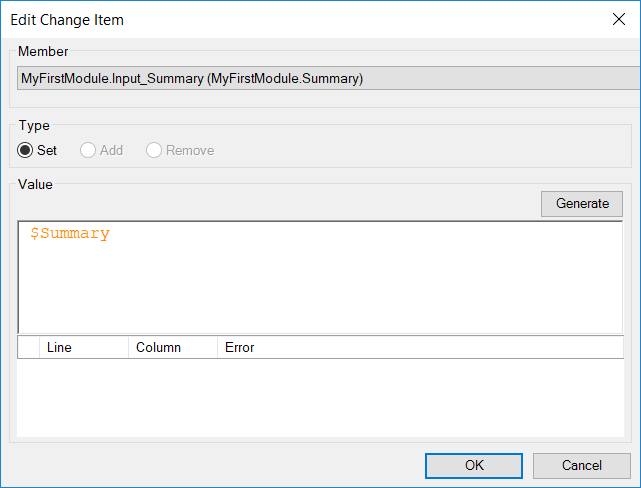 Edit Change Item
Member
MyFirstModule.Input_Summary (MyFirstModule.Summary)
Type
Set Add Remove
Value
Generate
$Summary
Line Column Error
OK Cancel